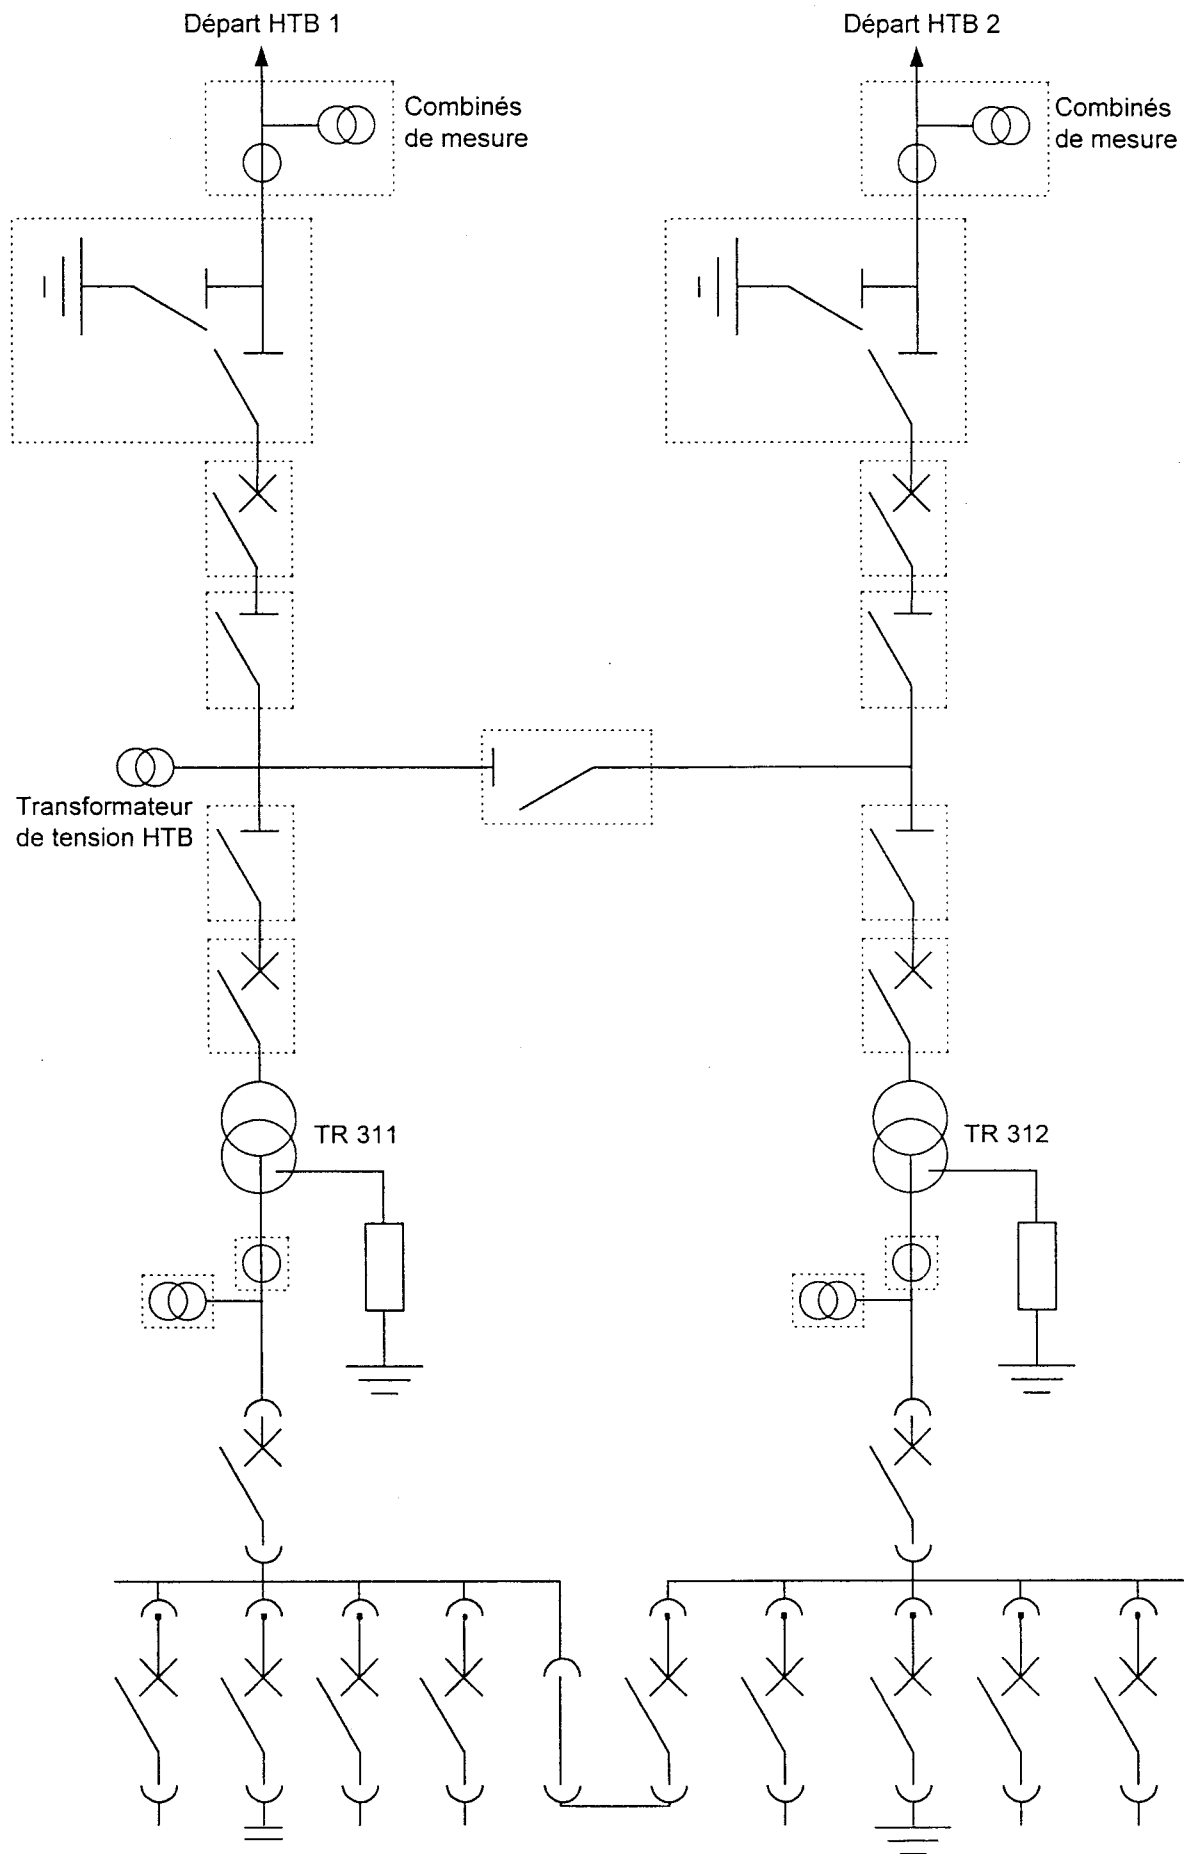 Départ HTB 1
Départ HTB 2
Combinés
de mesure
Combinés
de mesure
Transformateur
de tension HTB
TR 311
TR 312